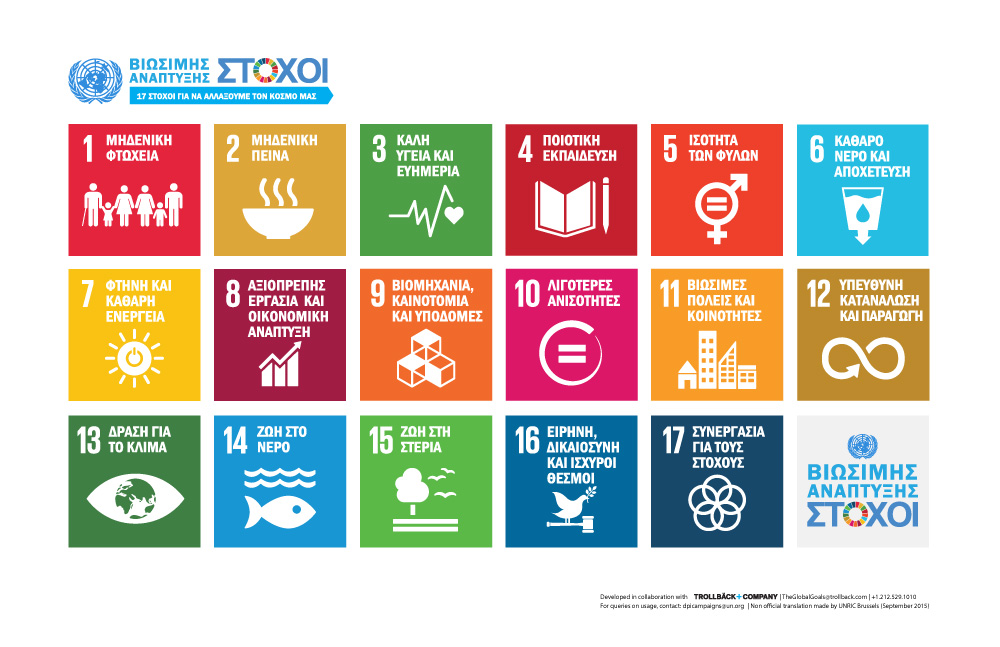 ΒΙΩΣΙΜΗΣ
ΑΝΑΠΤΥΞΗΣ
ΣΤΟΧΟΙ
17 ΣΤΟΧΟΙ ΓΙΑ ΝΑ ΑΛΛΑΞΟΥΜΕ ΤΟΝ ΚΟΣΜΟ ΜΑΣ
1 ΜΗΔΕΝΙΚΗ
ΦΤΩΧΕΙΑ
2 ΜΗΔΕΝΙΚΗ
ΠΕΙΝΑ
3 ΚΑΛΗ
ΥΓΕΙΑ ΚΑΙ
ΕΥΗΜΕΡΙΑ
4 ΠΟΙΟΤΙΚΗ
ΕΚΠΑΙΔΕΥΣΗ
5 ΙΣΟΤΗΤΑ
ΤΩΝ ΦΥΛΩΝ
6 ΚΑΘΑΡΟ
ΝΕΡΟ ΚΑΙ
ΑΠΟΧΕΤΕΥΣΗ
7 ΦΤΗΝΗ ΚΑΙ
ΚΑΘΑΡΗ
ΕΝΕΡΓΕΙΑ
8 ΑΞΙΟΠΡΕΠΗΣ
ΕΡΓΑΣΙΑ ΚΑΙ
ΟΙΚΟΝΟΜΙΚΗ
ΑΝΑΠΤΥΞΗ
9 ΒΙΟΜΗΧΑΝΙΑ,
ΚΑΙΝΟΤΟΜΙΑ
ΚΑΙ ΥΠΟΔΟΜΕΣ
10 ΛΙΓΟΤΕΡΕΣ
ΑΝΙΣΟΤΗΤΕΣ
11 ΒΙΩΣΙΜΕΣ
ΠΟΛΕΙΣ ΚΑΙ
ΚΟΙΝΟΤΗΤΕΣ
12 ΥΠΕΥΘΥΝΗ
ΚΑΤΑΝΑΛΩΣΗ
ΚΑΙ ΠΑΡΑΓΩΓΗ
13 ΔΡΑΣΗ ΓΙΑ
ΤΟ ΚΛΙΜΑ
14 ΖΩΗ ΣΤΟ
ΝΕΡΟ
15 ΖΩΗ ΣΤΗ
ΣΤΕΡΙΑ
16 ΕΙΡΗΝΗ,
ΔΙΚΑΙΟΣΥΝΗ
ΚΑΙ ΙΣΧΥΡΟΙ
ΘΕΣΜΟΙ
17 ΣΥΝΕΡΓΑΣΙΑ
ΓΙΑ ΤΟΥΣ
ΣΤΟΧΟΥΣ
ΒΙΩΣΙΜΗΣ
ΑΝΑΠΤΥΞΗΣ
ΣΤΟΧΟΙ
Developed in collaboration with TROLLBÄCK+COMPANY | TheGlobalGoals@trollback.com | +1.212.529.1010
For queries on usage, contact: dpicampaigns@un.org | Non official translation made by UNRIC Brussels (September 2015)